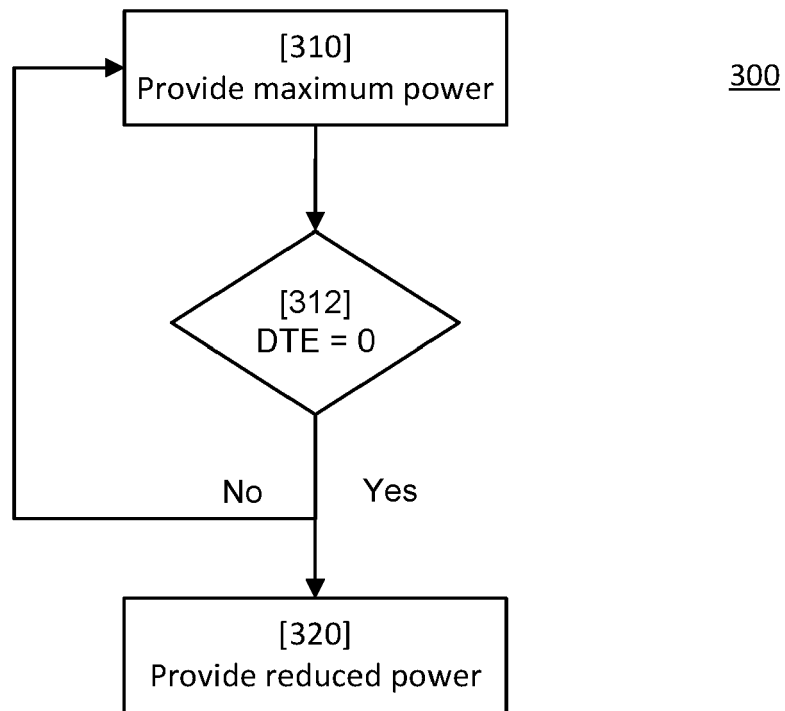 [310]
Provide maximum power
300
[312]
DTE = 0
No
Yes
[320]
Provide reduced power